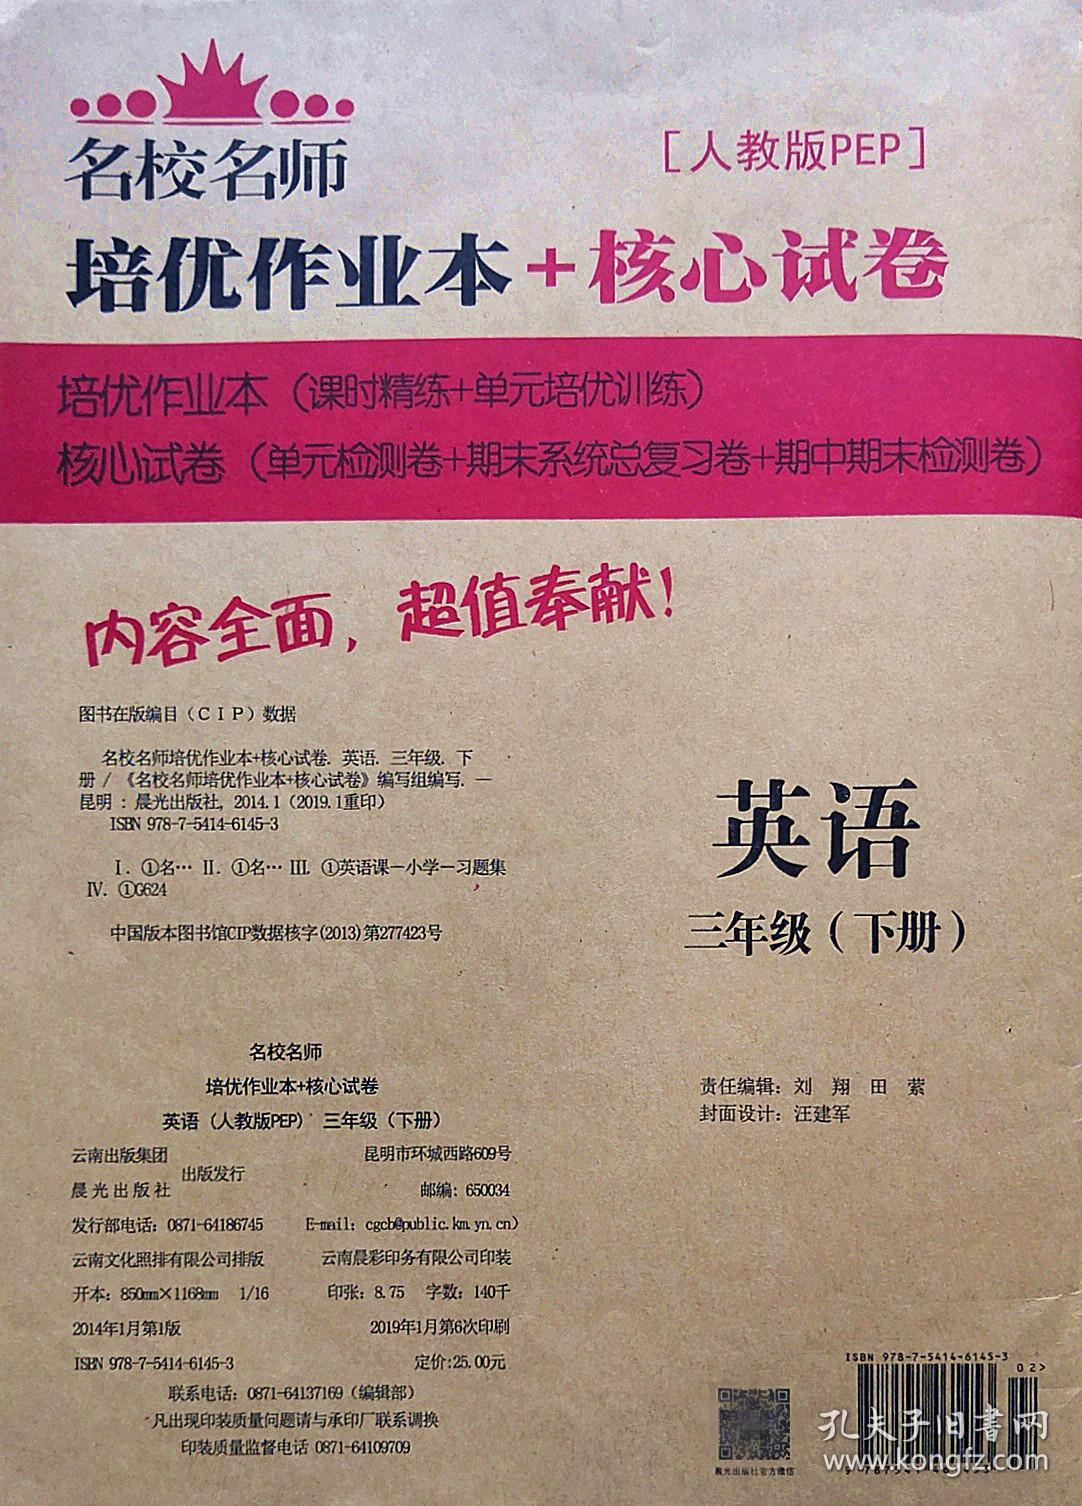 名校名师
[人教版PEP]
培优作业本+核心试卷
培优作业本（课时精练+单元培优训练）
核心试卷（单元检测卷+期末系统总复习卷+期中期末检测卷）
内容全面，超值奉献！
图书在版编目（CIP）数据
名校名师培优作业本+核心试卷. 英语. 三年级. 下
册 / 《名校名师培优作业本+核心试卷》编写组编写. —
昆明 : 晨光出版社, 2014.1（2019.1重印）
ISBN 978-7-5414-6145-3
Ⅰ. ①名… Ⅱ. ①名… Ⅲ. ①英语课－小学－习题集
Ⅳ. ①G624
中国版本图书馆CIP数据核字(2013)第277423号
英语
三年级（下册）
名校名师
培优作业本+核心试卷
英语（人教版PEP） 三年级（下册）
云南出版集团
晨光出版社
出版发行
昆明市环城西路609号
邮编: 650034
发行部电话: 0871-64186745 E-mail: cgcb@public.km.yn.cn)
云南文化照排有限公司排版 云南晨彩印务有限公司印装
开本: 850mm×1168mm 1/16 印张: 8.75 字数: 140千
2014年1月第1版 2019年1月第6次印刷
ISBN 978-7-5414-6145-3 定价:25.00元
联系电话: 0871-64137169（编辑部）
凡出现印装质量问题请与承印厂联系调换
印装质量监督电话 0871-64109709
责任编辑: 刘 翔 田 萦
封面设计: 汪建军
晨光出版社官方微信
ISBN 978-7-5414-6145-3
02>
孔夫子旧书网
www.kongfz.com